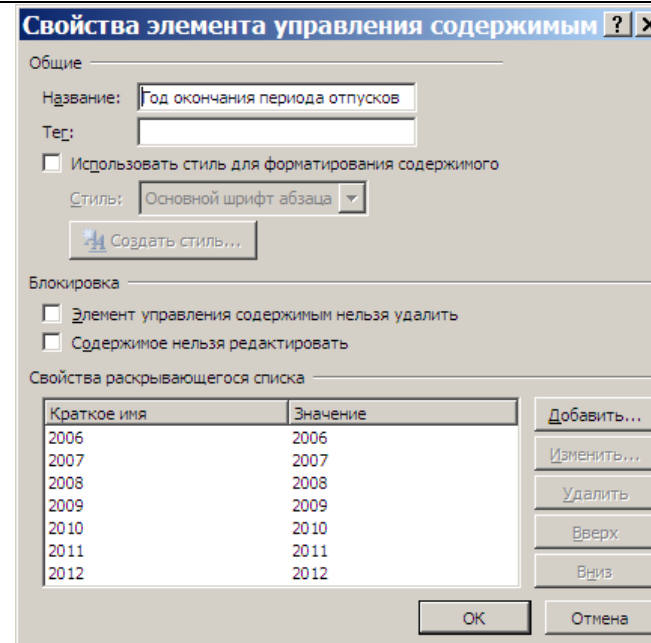 Свойства элемента управления содержимым ? X
Общие
Название: Год окончания периода отпусков
Тег:
Использовать стиль для форматирования содержимого
Стиль: Основной шрифт абзаца
Создать стиль...
Блокировка
Элемент управления содержимым нельзя удалить
Содержимое нельзя редактировать
Свойства раскрывающегося списка
Краткое имя Значение Добавить...
2006 2006
2007 2007 Изменить...
2008 2008
2009 2009 Удалить
2010 2010 Вверх
2011 2011
2012 2012 Вниз
ОК Отмена